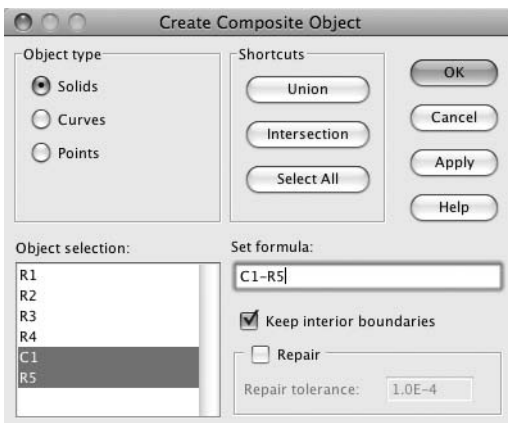 Create Composite Object
Object type
Solids
Curves
Points
Shortcuts
Union
Intersection
Select All
OK
Cancel
Apply
Help
Object selection:
R1
R2
R3
R4
C1
R5
Set formula:
C1-R5
Keep interior boundaries
Repair
Repair tolerance:
1.0E-4